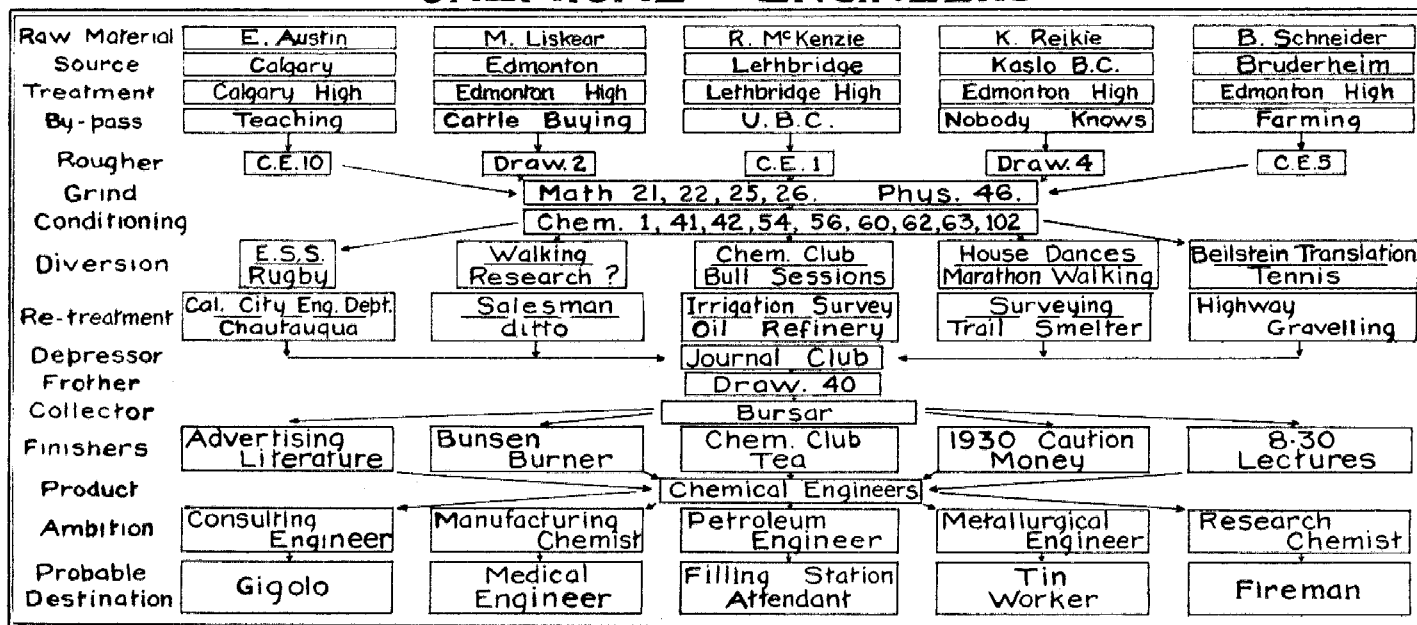 Raw Material E. Austin M. Liskear R. McKenzie K. Reikie B. Schneider
Source Calgary Edmonton Lethbridge Kaslo B.C. Bruderheim
Treatment Calgary High Edmonton High Lethbridge High Edmonton High Edmonton High
By-pass Teaching Cattle Buying U.B.C. Nobody Knows Farming
Rougher C.E.10 Draw.2 C.E.1 Draw.4 C.E.5
Grind Math 21, 22, 25, 26. Phys. 46.
Conditioning Chem. 1, 41, 42, 54, 56, 60, 62, 63, 102
Diversion
E.S.S. Walking Chem. Club House Dances Beilstein Translation
Rugby Research ? Bull Sessions Marathon Walking Tennis
Re-treatment
Cal. City Eng. Dept. Salesman Irrigation Survey Surveying Highway
Chautauqua ditto Oil Refinery Trail Smelter Gravelling
Depressor Journal Club
Frother Draw. 40
Collector Bursar
Finishers
Advertising Bunsen Chem. Club 1930 Caution 8·30
Literature Burner Tea Money Lectures
Product Chemical Engineers
Ambition
Consulting Manufacturing Petroleum Metallurgical Research
Engineer Chemist Engineer Engineer Chemist
Probable Medical Filling Station Tin
Destination Gigolo Engineer Attendant Worker Fireman